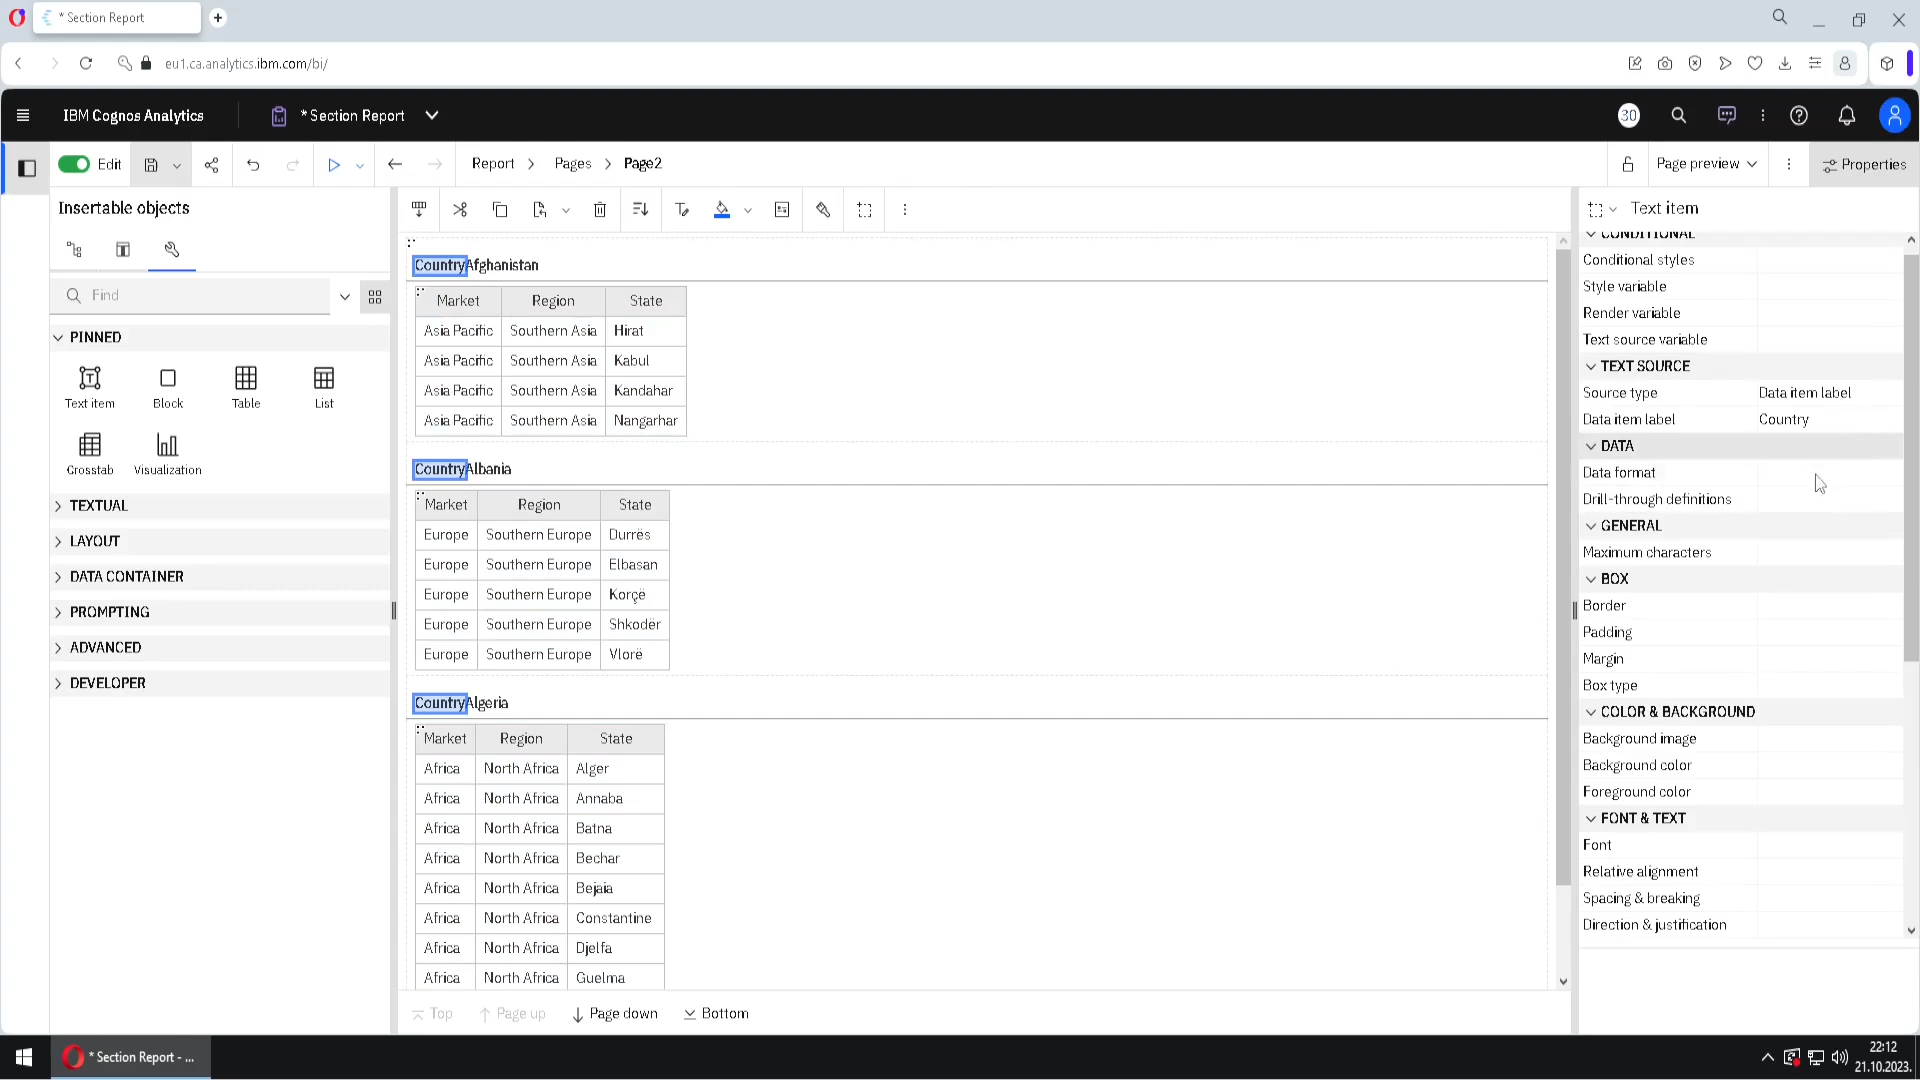 * Section Report
eu1.ca.analytics.ibm.com/bi/
IBM Cognos Analytics
* Section Report
30
Edit
Report
Pages
Page2
Page preview
Properties
Insertable objects
Find
PINNED
Text item
Block
Table
List
Crosstab
Visualization
TEXTUAL
LAYOUT
DATA CONTAINER
PROMPTING
ADVANCED
DEVELOPER
CountryAfghanistan
Market Region State
Asia Pacific Southern Asia Hirat
Asia Pacific Southern Asia Kabul
Asia Pacific Southern Asia Kandahar
Asia Pacific Southern Asia Nangarhar
CountryAlbania
Market Region State
Europe Southern Europe Durrës
Europe Southern Europe Elbasan
Europe Southern Europe Korçë
Europe Southern Europe Shkodër
Europe Southern Europe Vlorë
CountryAlgeria
Market Region State
Africa North Africa Alger
Africa North Africa Annaba
Africa North Africa Batna
Africa North Africa Bechar
Africa North Africa Bejaia
Africa North Africa Constantine
Africa North Africa Djelfa
Africa North Africa Guelma
Top
Page up
Page down
Bottom
Text item
CONDITIONAL
Conditional styles
Style variable
Render variable
Text source variable
TEXT SOURCE
Source type Data item label
Data item label Country
DATA
Data format
Drill-through definitions
GENERAL
Maximum characters
BOX
Border
Padding
Margin
Box type
COLOR & BACKGROUND
Background image
Background color
Foreground color
FONT & TEXT
Font
Relative alignment
Spacing & breaking
Direction & justification
* Section Report - ...
22:12
21.10.2023.